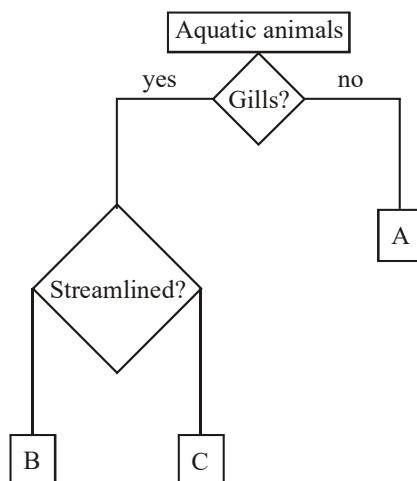 Aquatic animals
yes
no
Gills?
A
Streamlined?
B
C